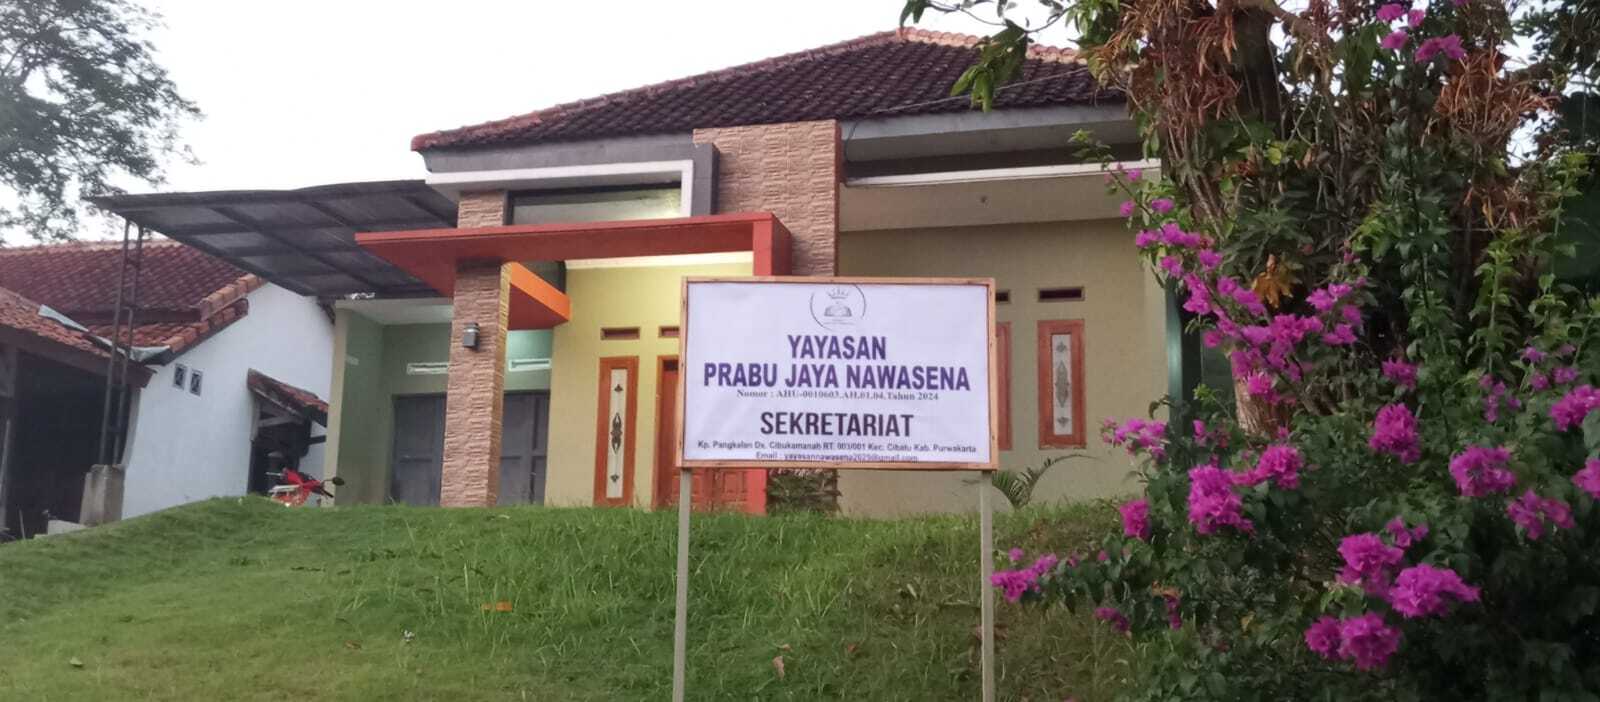 YAYASAN
PRABU JAYA NAWASENA
Nomor : AHU-0010603.AH.01.04.Tahun 2024
SEKRETARIAT
Kp. Pangkalan Ds. Cibukamanah RT. 003/001 Kec. Cibatu Kab. Purwakarta
Email : yayasannawasena2025@gmail.com